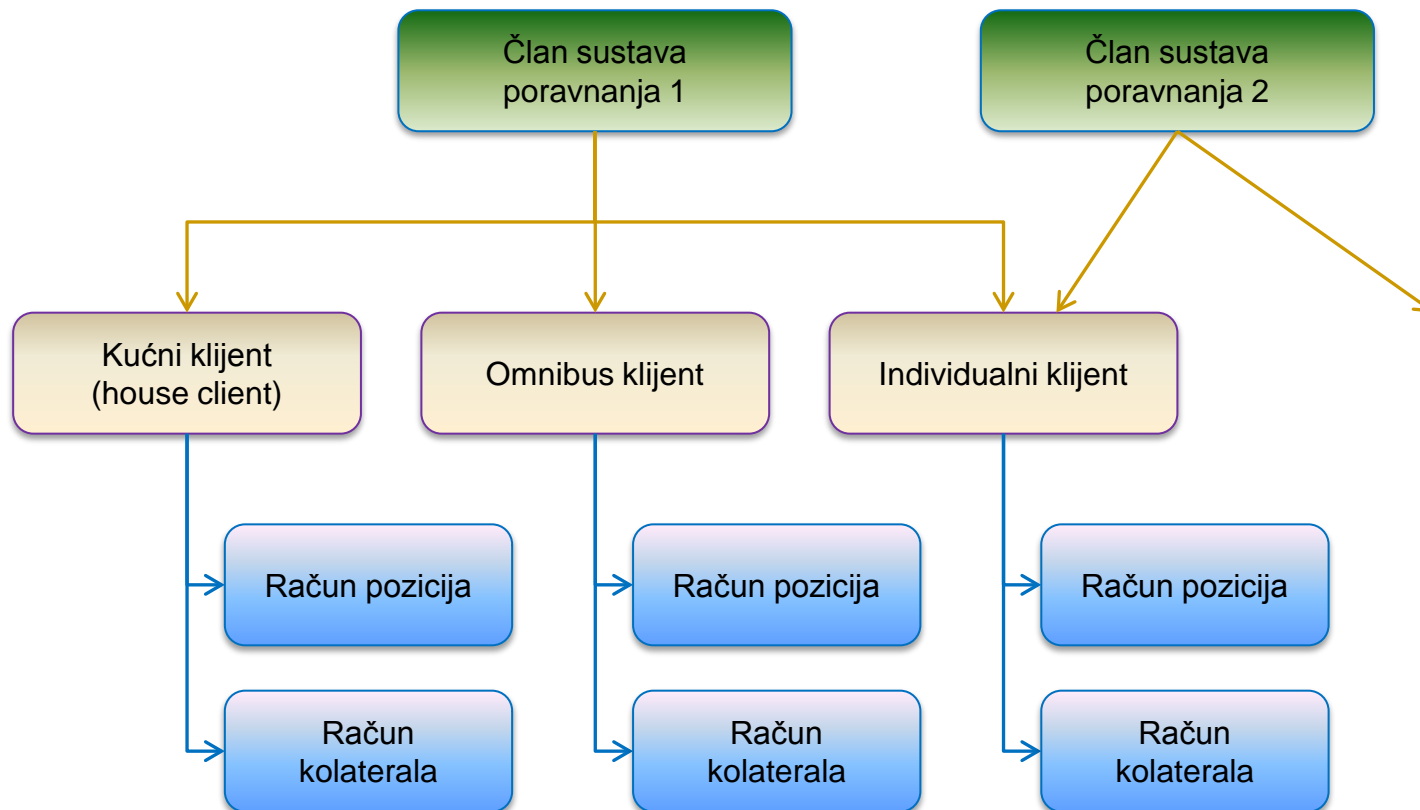 Član sustava
poravnanja 1
Član sustava
poravnanja 2
Kućni klijent
(house client)
Omnibus klijent
Individualni klijent
Račun pozicija
Račun pozicija
Račun pozicija
Račun
kolaterala
Račun
kolaterala
Račun
kolaterala